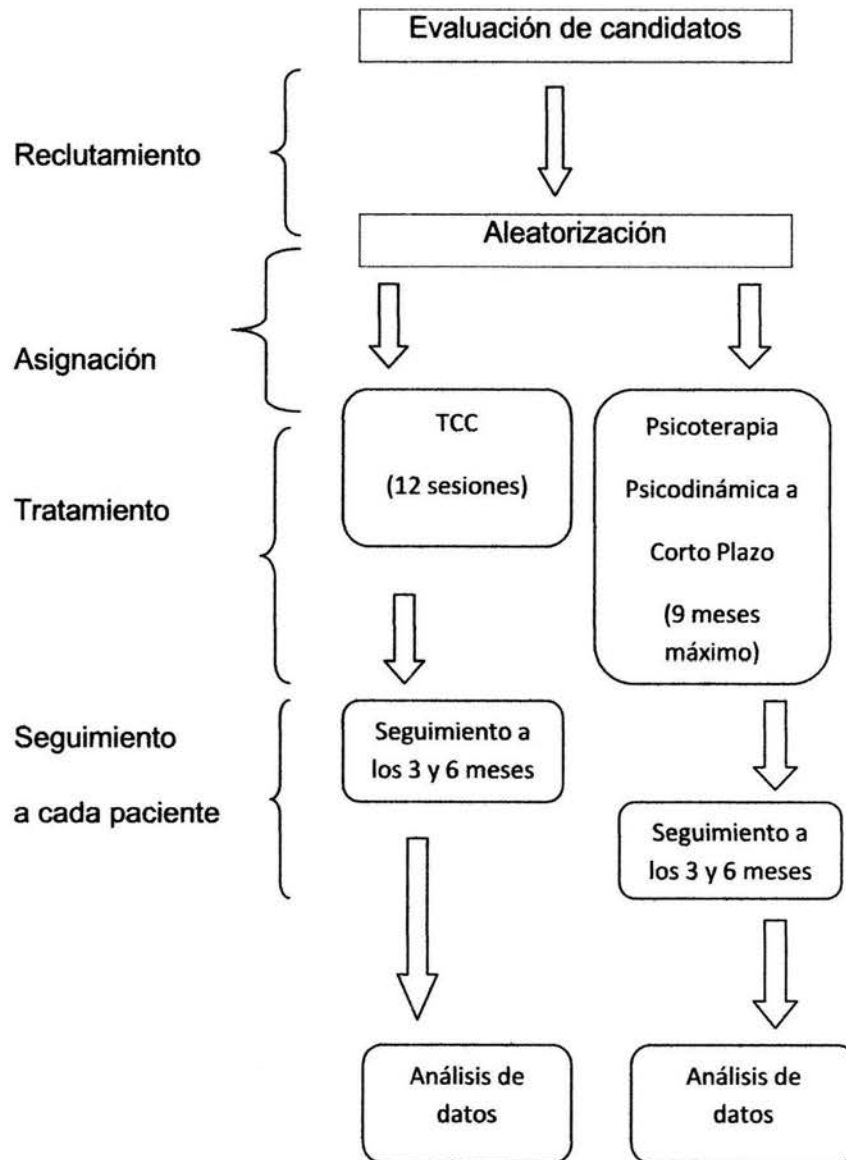 Evaluación de candidatos
Reclutamiento
Aleatorización
Asignación
TCC
(12 sesiones)
Psicoterapia
Psicodinámica a
Corto Plazo
(9 meses
máximo)
Tratamiento
Seguimiento
a cada paciente
Seguimiento a
los 3 y 6 meses
Seguimiento a
los 3 y 6 meses
Análisis de
datos
Análisis de
datos